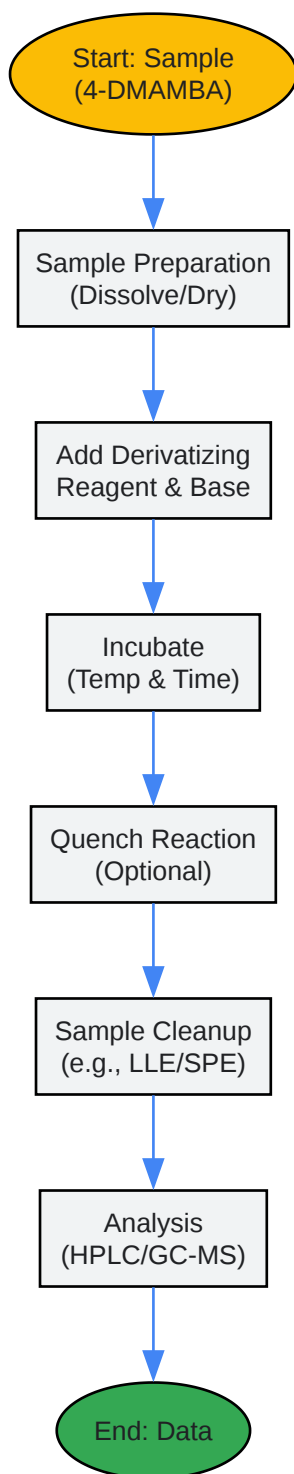 Start: Sample
(4-DMAMBA)
Sample Preparation
(Dissolve/Dry)
Add Derivatizing
Reagent & Base
Incubate
(Temp & Time)
Quench Reaction
(Optional)
Sample Cleanup
(e.g., LLE/SPE)
Analysis
(HPLC/GC-MS)
End: Data